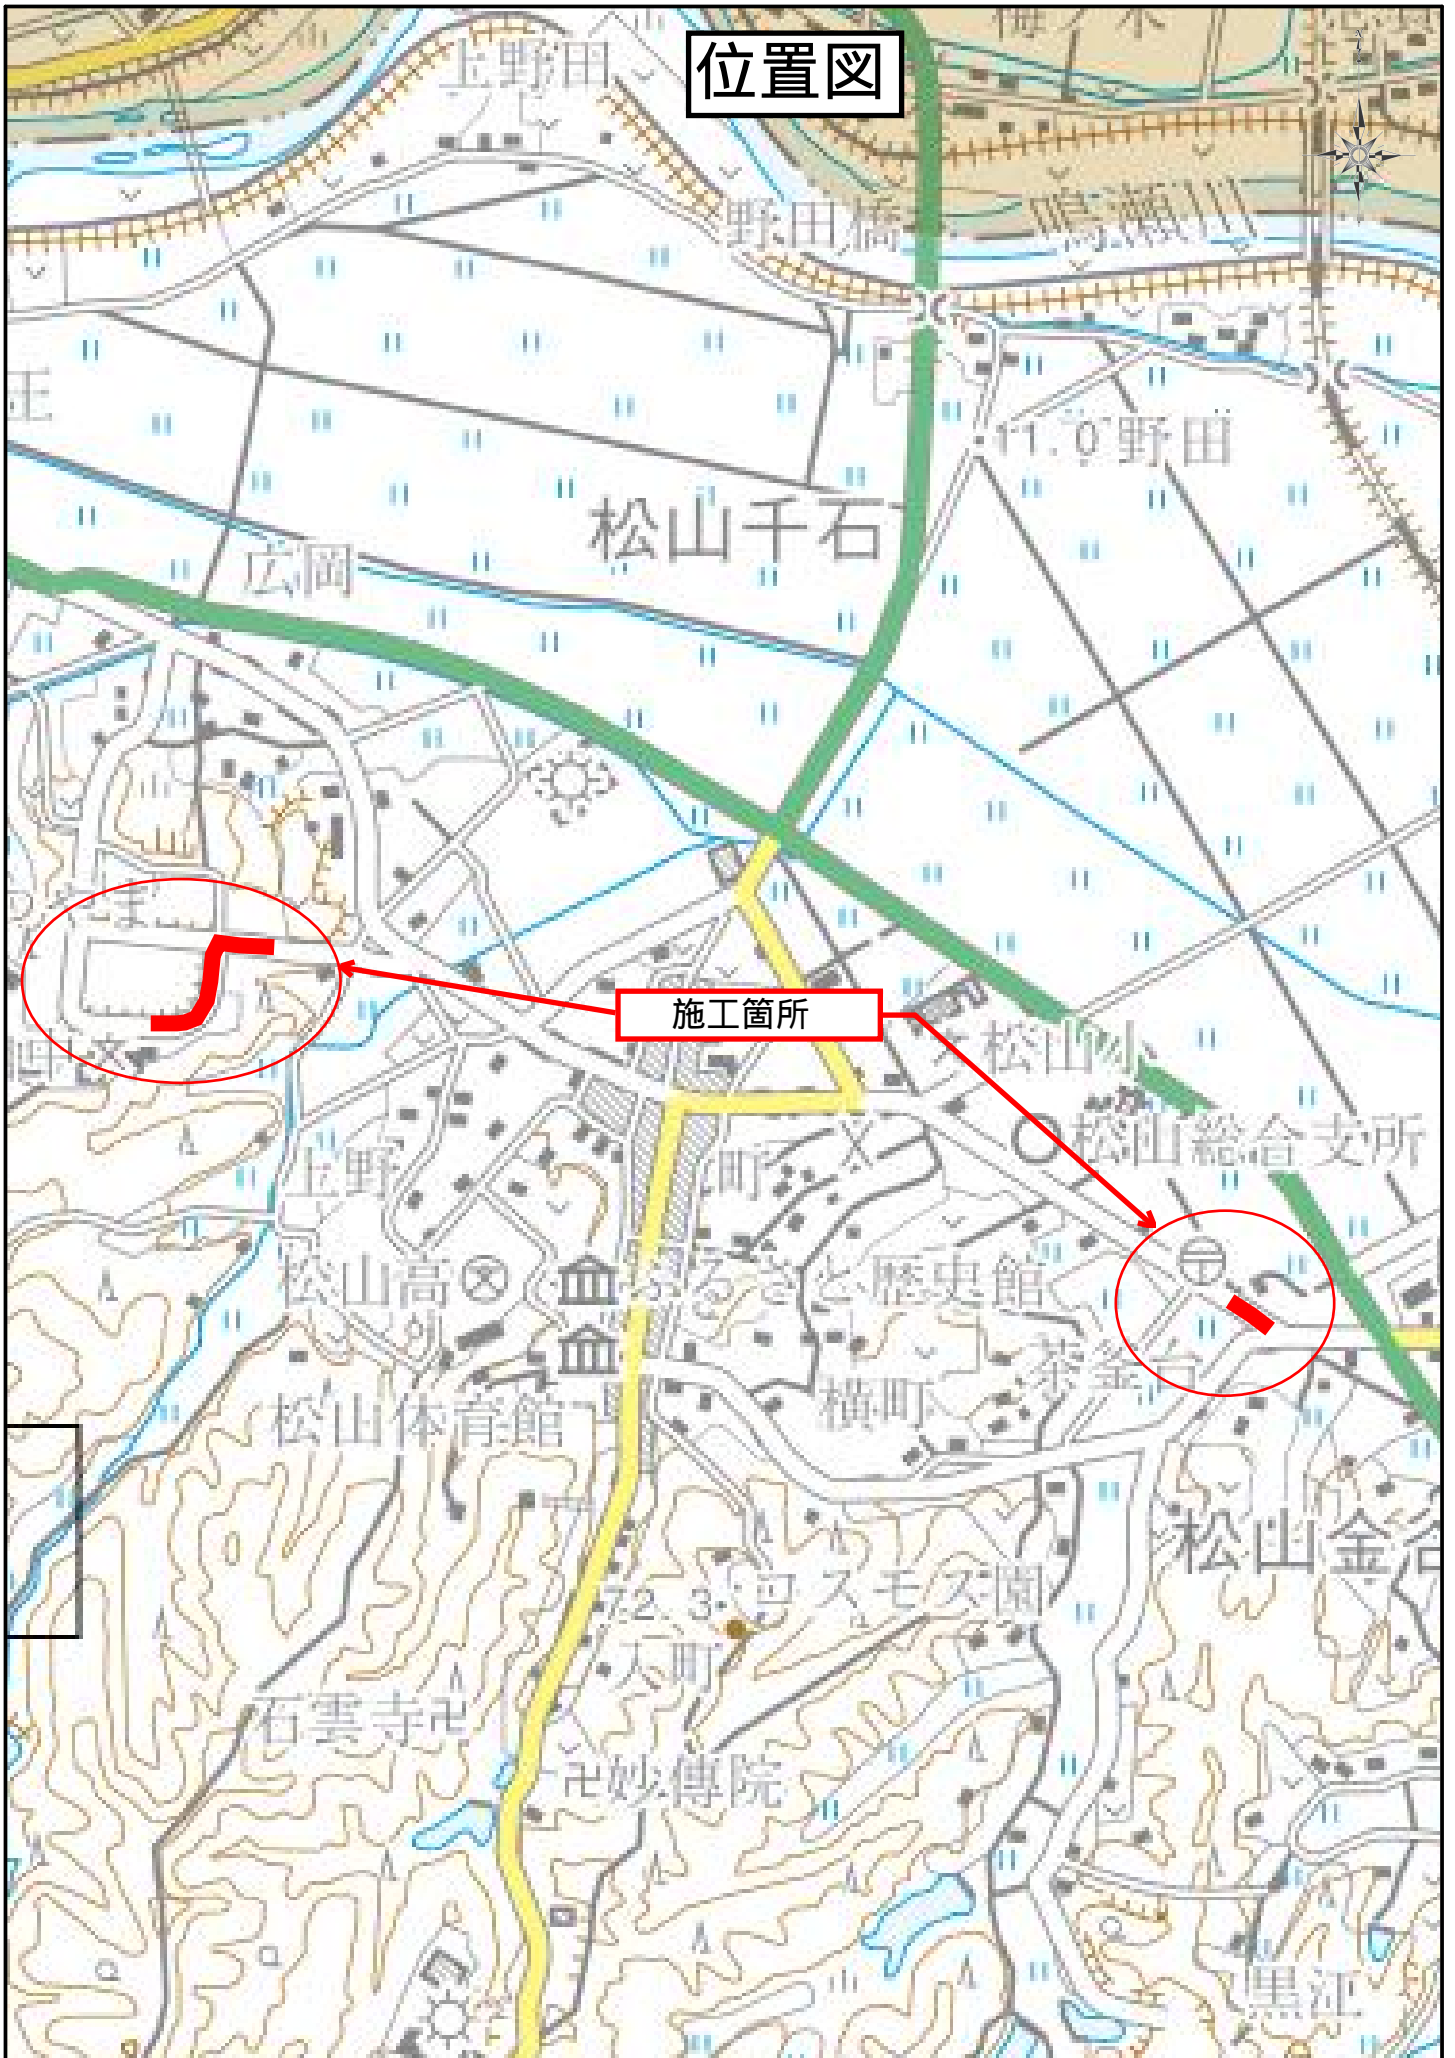 位置図
上野田
野田橋
鳴瀬川
王
11.0
野田
松山千石
広岡
施工箇所
松山小
松山総合支所
上野
町
松山高
ふるさと歴史館
茶釜台
横町
松山体育館
松山金谷
コスモス園
72.3
入町
石雲寺
妙傳院
黒沢